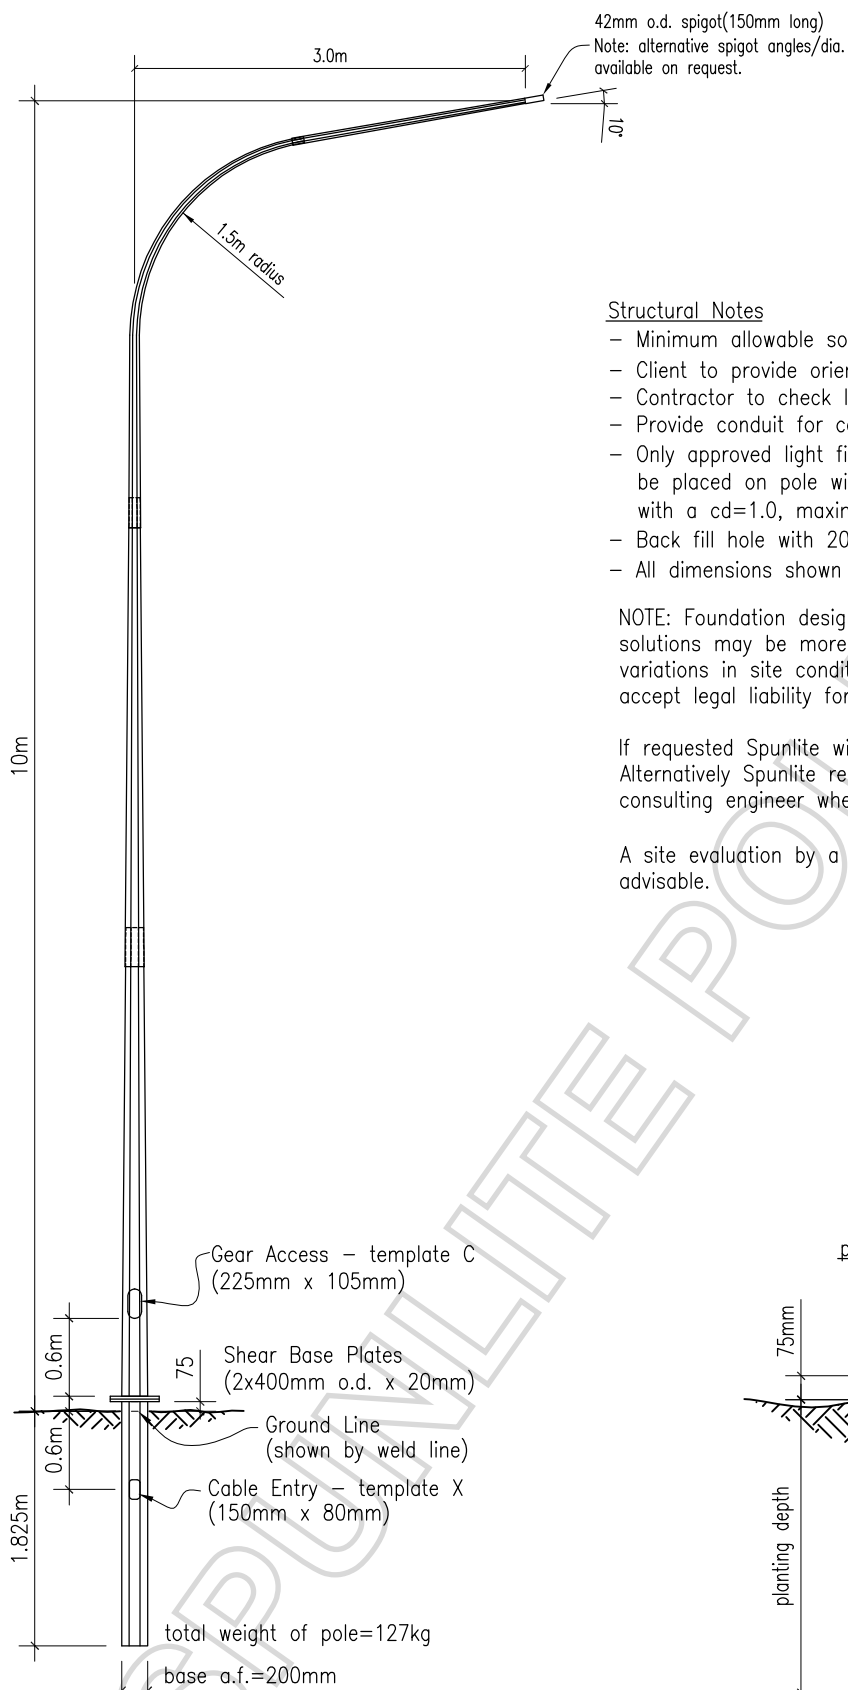 42mm o.d. spigot(150mm long)
Note: alternative spigot angles/dia.
available on request.
3.0m
10°
1.5m radius
Structural Notes
- Minimum allowable so
- Client to provide orie
- Contractor to check l
- Provide conduit for c
- Only approved light fi
be placed on pole wi
with a cd=1.0, maxi
- Back fill hole with 20
- All dimensions shown
NOTE: Foundation desig
solutions may be more
variations in site condit
accept legal liability for
If requested Spunlite wi
Alternatively Spunlite re
consulting engineer whe
A site evaluation by a
advisable.
10m
Gear Access - template C
(225mm x 105mm)
0.6m
75
Shear Base Plates
(2x400mm o.d. x 20mm)
75mm
Ground Line
(shown by weld line)
0.6m
Cable Entry - template X
(150mm x 80mm)
1.825m
planting depth
total weight of pole=127kg
base a.f.=200mm
SPUNLITE POL